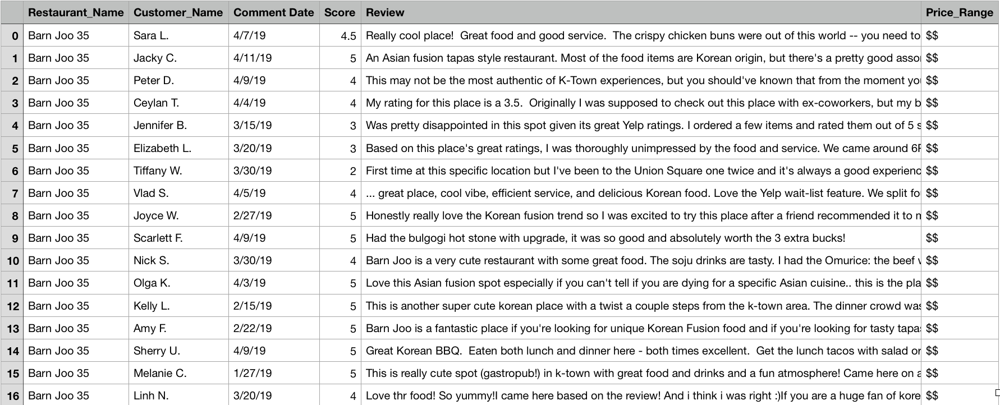 Restaurant_Name Customer_Name Comment Date Score Review Price_Range
0 Barn Joo 35 Sara L. 4/7/19 4.5 Really cool place!  Great food and good service.  The crispy chicken buns were out of this world -- you need to $$
1 Barn Joo 35 Jacky C. 4/11/19 5 An Asian fusion tapas style restaurant. Most of the food items are Korean origin, but there's a pretty good $$
2 Barn Joo 35 Peter D. 4/9/19 4 This may not be the most authentic of K-Town experiences, but you should've known that from the moment $$
3 Barn Joo 35 Ceylan T. 4/4/19 4 My rating for this place is a 3.5.  Originally I was supposed to check out this place with ex-coworkers, but my b $$
4 Barn Joo 35 Jennifer B. 3/15/19 3 Was pretty disappointed in this spot given its great Yelp ratings. I ordered a few items and rated them out of 5 s $$
5 Barn Joo 35 Elizabeth L. 3/20/19 3 Based on this place's great ratings, I was thoroughly unimpressed by the food and service. We came around $$
6 Barn Joo 35 Tiffany W. 3/30/19 2 First time at this specific location but I've been to the Union Square one twice and it's always a good experienc $$
7 Barn Joo 35 Vlad S. 4/5/19 4 ... great place, cool vibe, efficient service, and delicious Korean food. Love the Yelp wait-list feature. We split fo $$
8 Barn Joo 35 Joyce W. 2/27/19 5 Honestly really love the Korean fusion trend so I was excited to try this place after a friend recommended it to $$
9 Barn Joo 35 Scarlett F. 4/9/19 5 Had the bulgogi hot stone with upgrade, it was so good and absolutely worth the 3 extra bucks! $$
10 Barn Joo 35 Nick S. 3/30/19 4 Barn Joo is a very cute restaurant with some great food. The soju drinks are tasty. I had the Omurice: the beef $$
11 Barn Joo 35 Olga K. 4/3/19 5 Love this Asian fusion spot especially if you can't tell if you are dying for a specific Asian cuisine.. this is the pla $$
12 Barn Joo 35 Kelly L. 2/15/19 5 This is another super cute korean place with a twist a couple steps from the k-town area. The dinner crowd was $$
13 Barn Joo 35 Amy F. 2/22/19 5 Barn Joo is a fantastic place if you're looking for unique Korean Fusion food and if you're looking for tasty tapas $$
14 Barn Joo 35 Sherry U. 4/9/19 5 Great Korean BBQ.  Eaten both lunch and dinner here - both times excellent.  Get the lunch tacos with salad or $$
15 Barn Joo 35 Melanie C. 1/27/19 5 This is really cute spot (gastropub!) in k-town with great food and drinks and a fun atmosphere! Came here on a $$
16 Barn Joo 35 Linh N. 3/20/19 4 Love thr food! So yummy!I came here based on the review! And i think i was right :)If you are a huge fan of kore $$